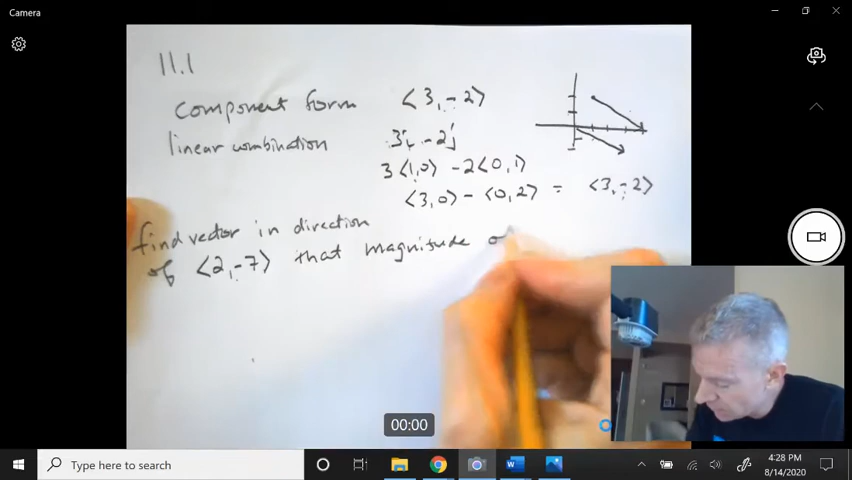 Camera
11.1
Component form <3, -2>
linear combination 3i - 2j
3<1,0> - 2<0,1>
<3,0> - <0,2> = <3,-2>
find vector in direction
of <2,-7> that magnitude o
00:00
Type here to search
4:28 PM
8/14/2020